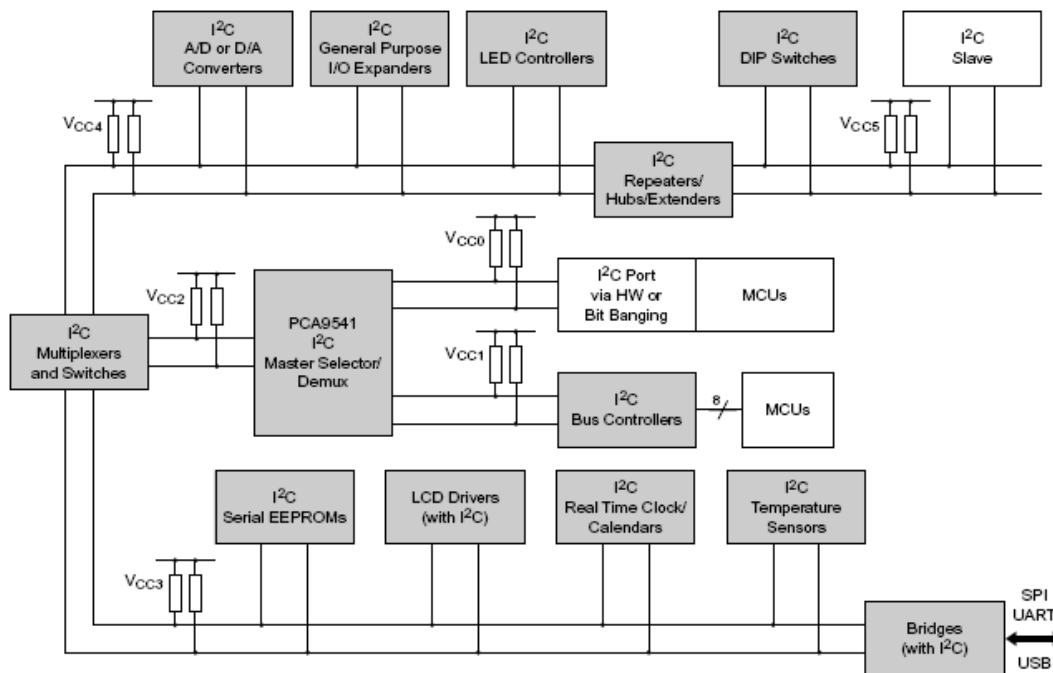 I²C
A/D or D/A
Converters
I²C
General Purpose
I/O Expanders
I²C
LED Controllers
I²C
DIP Switches
I²C
Slave
VCC4
VCC5
I²C
Repeaters/
Hubs/Extenders
VCC0
I²C Port
via HW or
Bit Banging
MCUs
VCC2
PCA9541
I²C
Master Selector/
Demux
I²C
Multiplexers
and Switches
VCC1
I²C
Bus Controllers
8
MCUs
I²C
Serial EEPROMs
LCD Drivers
(with I²C)
I²C
Real Time Clock/
Calendars
I²C
Temperature
Sensors
VCC3
Bridges
(with I²C)
SPI
UART
USB